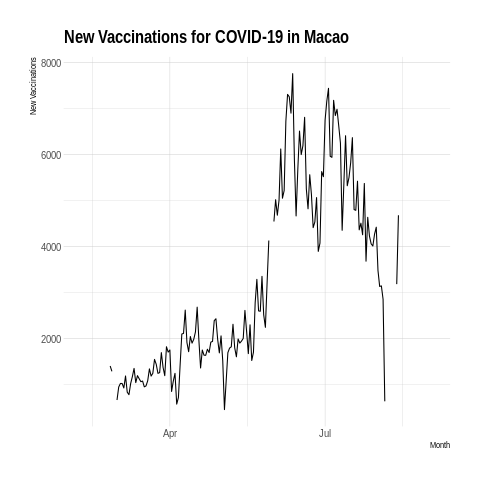 New Vaccinations for COVID-19 in Macao
New Vaccinations
8000
6000
4000
2000
Apr
Jul
Month